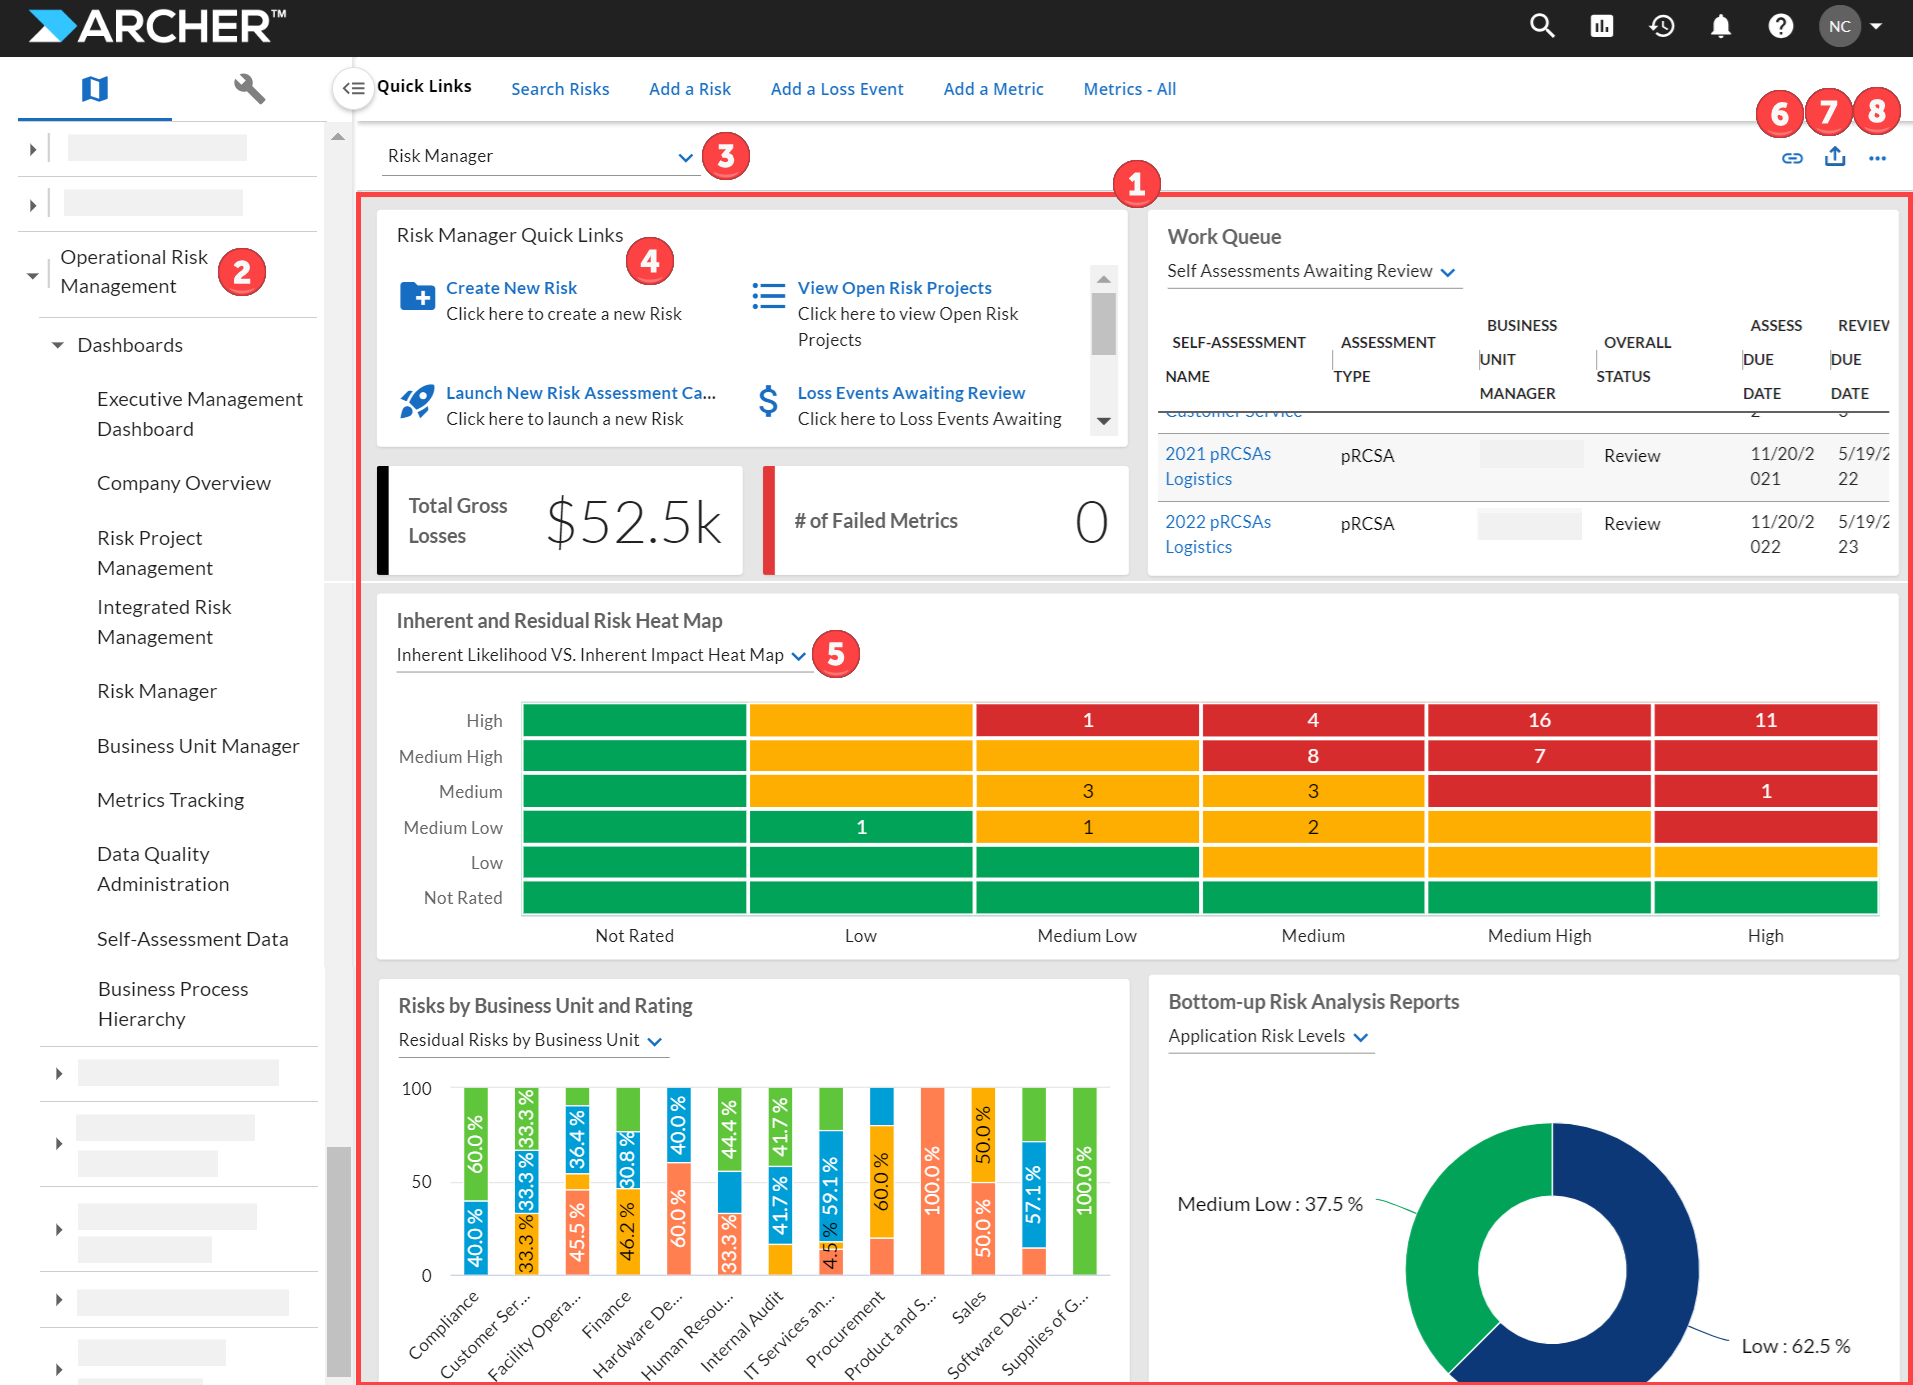 ARCHER™
NC
Quick Links
Search Risks
Add a Risk
Add a Loss Event
Add a Metric
Metrics - All
6
7
8
Risk Manager
3
1
Operational Risk
Management
2
Dashboards
Executive Management
Dashboard
Company Overview
Risk Project
Management
Integrated Risk
Management
Risk Manager
Business Unit Manager
Metrics Tracking
Data Quality
Administration
Self-Assessment Data
Business Process
Hierarchy
Risk Manager Quick Links
4
Create New Risk
Click here to create a new Risk
View Open Risk Projects
Click here to view Open Risk
Projects
Launch New Risk Assessment Ca...
Click here to launch a new Risk
Loss Events Awaiting Review
Click here to Loss Events Awaiting
Total Gross
Losses
$52.5k
# of Failed Metrics
0
Work Queue
Self Assessments Awaiting Review
SELF-ASSESSMENT
NAME
ASSESSMENT
TYPE
BUSINESS
UNIT
MANAGER
OVERALL
STATUS
ASSESS
DUE
DATE
REVIEW
DUE
DATE
Customer Service
2021 pRCSAs
Logistics
pRCSA
Review
11/20/2
021
5/19/2
22
2022 pRCSAs
Logistics
pRCSA
Review
11/20/2
022
5/19/2
23
Inherent and Residual Risk Heat Map
Inherent Likelihood VS. Inherent Impact Heat Map
5
High
1
4
16
11
Medium High
8
7
Medium
3
3
1
Medium Low
1
1
2
Low
Not Rated
Not Rated
Low
Medium Low
Medium
Medium High
High
Risks by Business Unit and Rating
Residual Risks by Business Unit
100
50
0
60.0 %
40.0 %
33.3 %
33.3 %
33.3 %
36.4 %
45.5 %
30.8 %
46.2 %
40.0 %
60.0 %
44.4 %
33.3 %
41.7 %
41.7 %
59.1 %
4.5 %
60.0 %
100.0 %
50.0 %
50.0 %
57.1 %
100.0 %
Compliance
Customer Ser...
Facility Opera...
Finance
Hardware De...
Human Resou...
Internal Audit
IT Services an...
Procurement
Product and S...
Sales
Software Dev...
Supplies of G...
Bottom-up Risk Analysis Reports
Application Risk Levels
Medium Low : 37.5 %
Low : 62.5 %